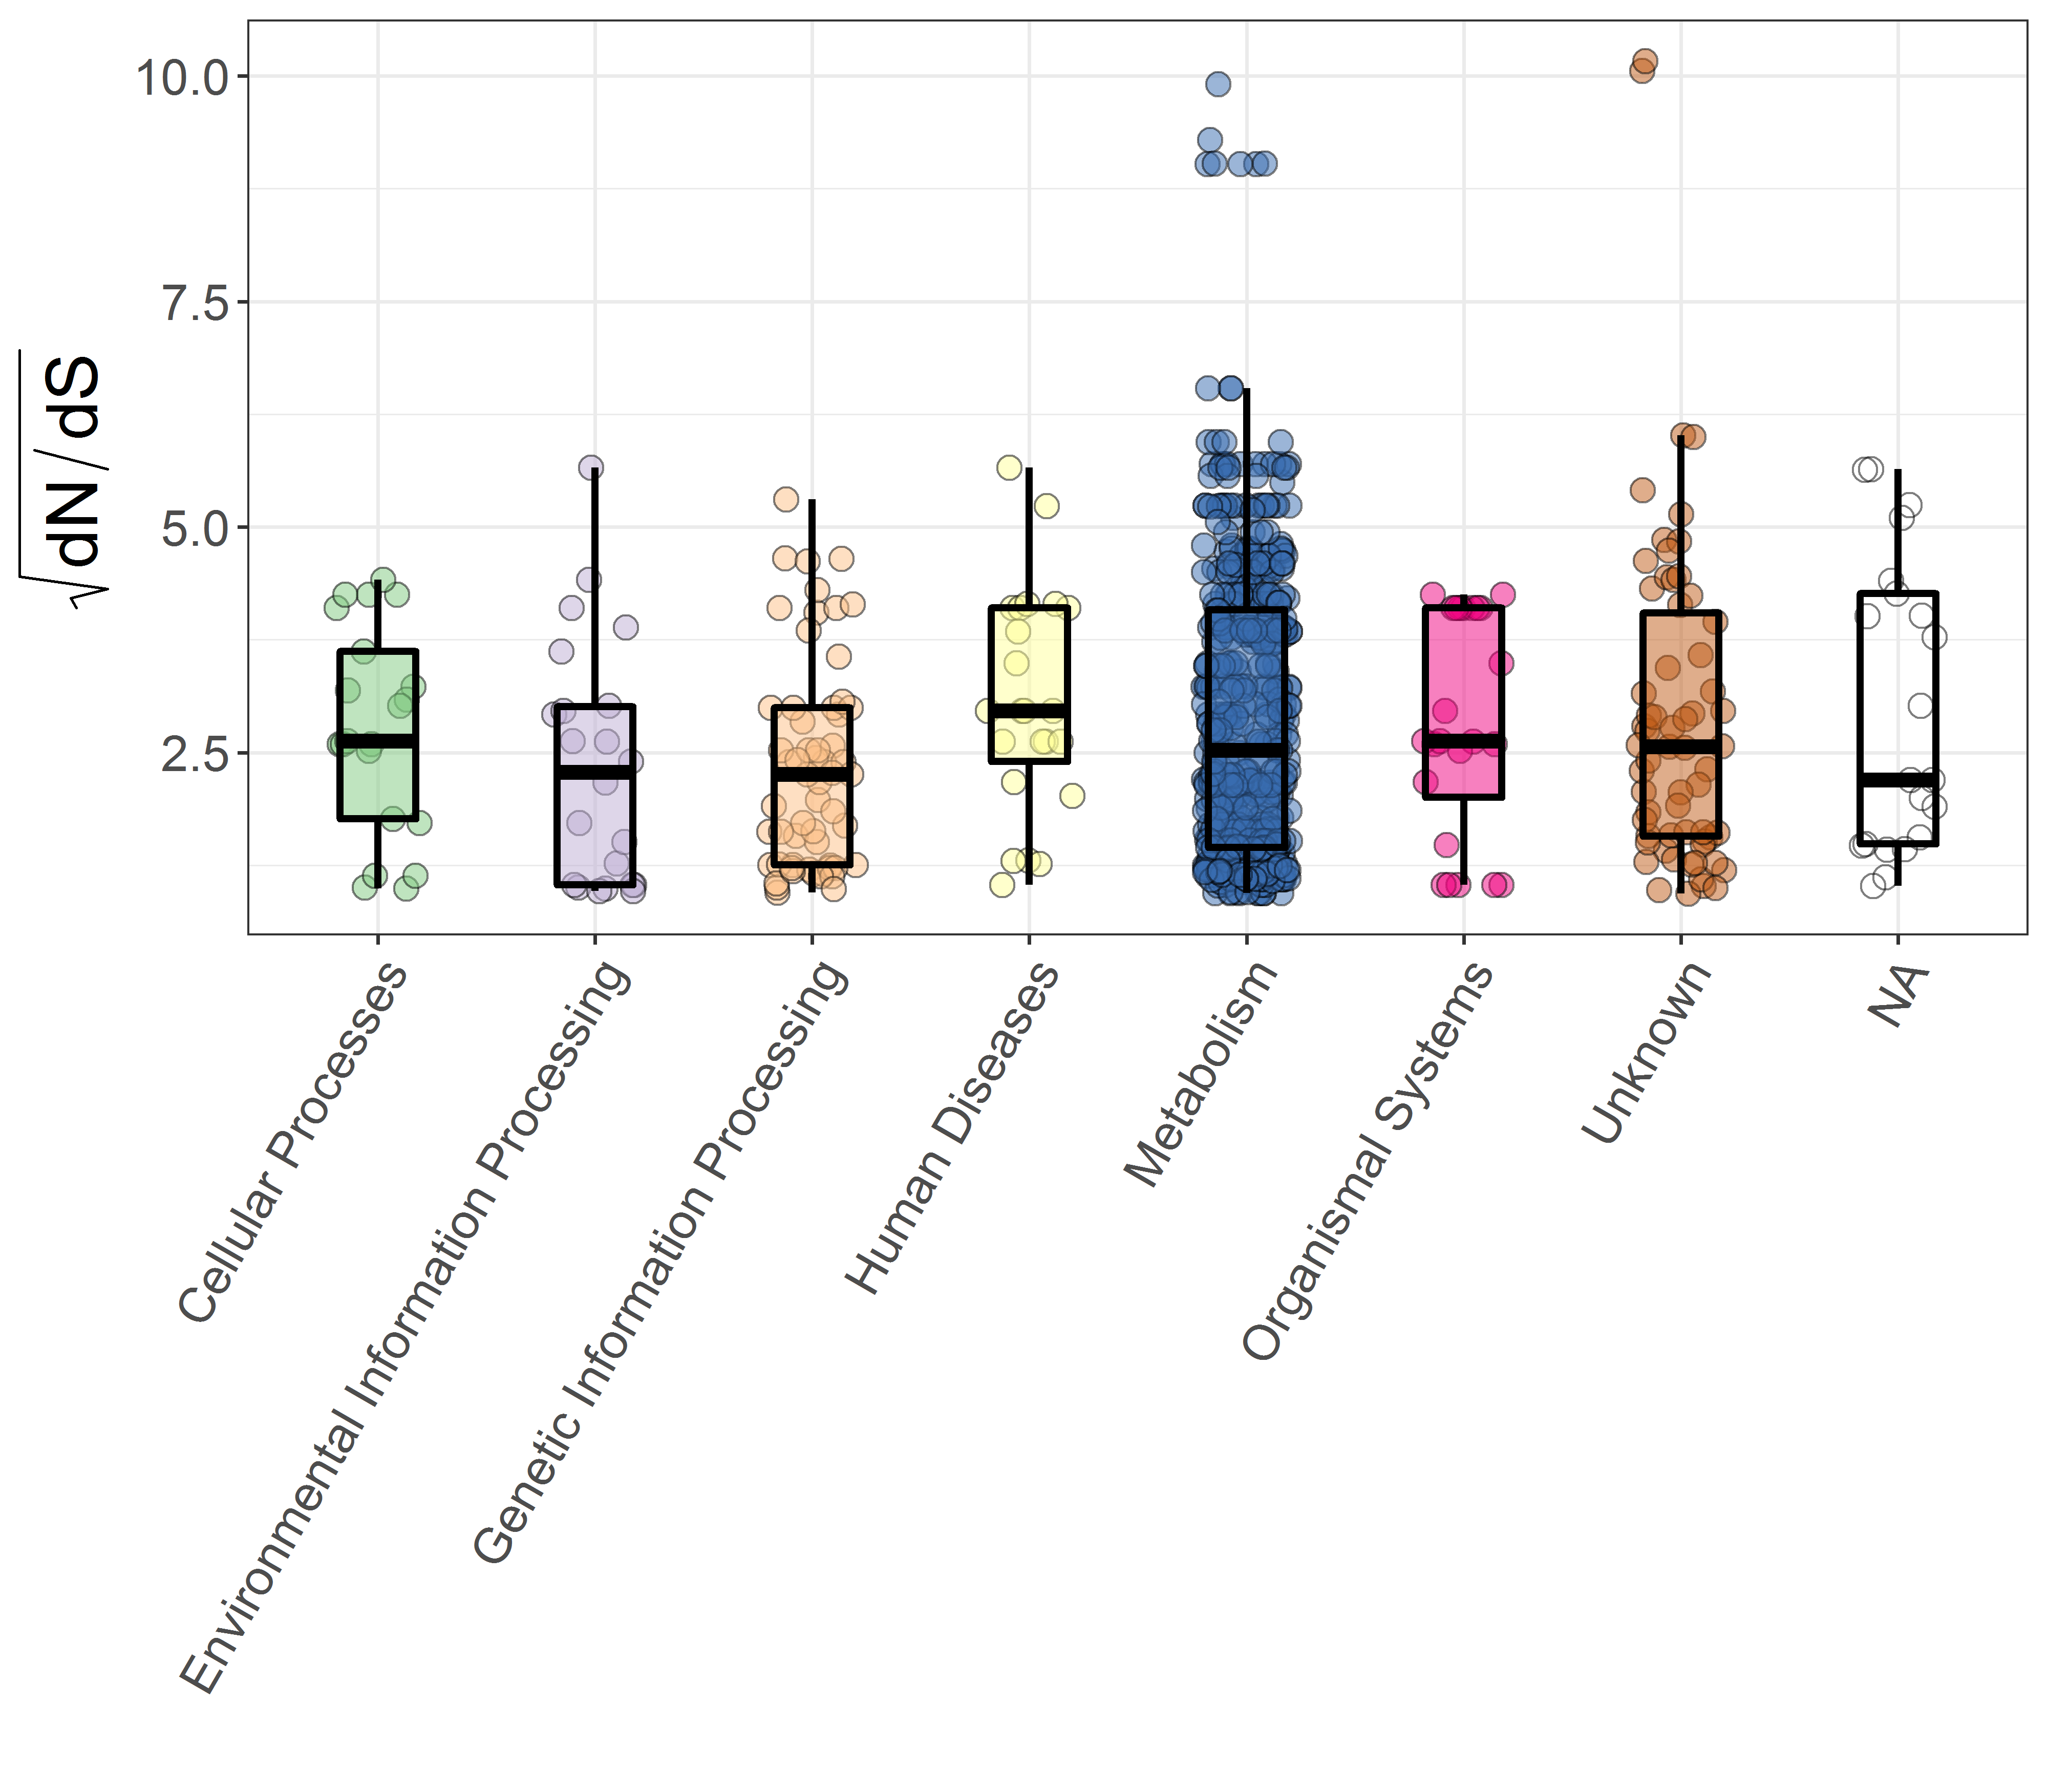 10.0
7.5
5.0
2.5
√dN / dS
Cellular Processes
Environmental Information Processing
Genetic Information Processing
Human Diseases
Metabolism
Organismal Systems
Unknown
NA